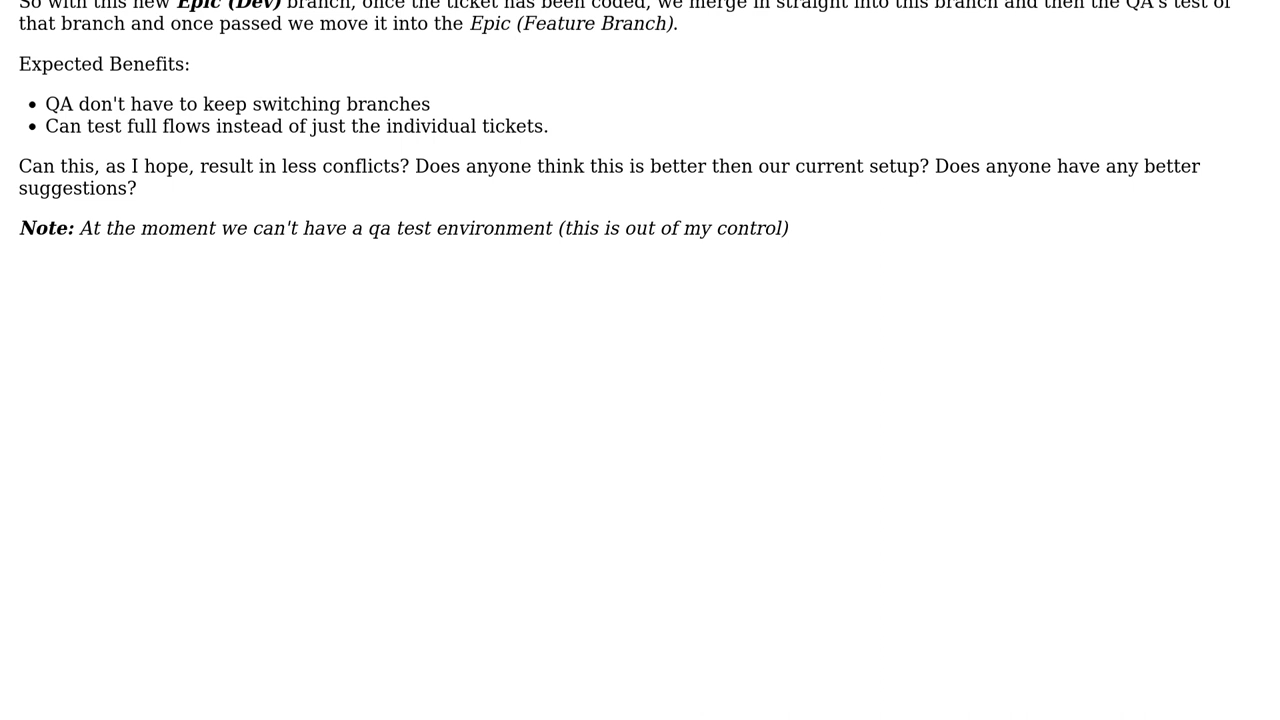 So with this new Epic (Dev) branch, once the ticket has been coded, we merge in straight into this branch and then the QA's test of
that branch and once passed we move it into the Epic (Feature Branch).
Expected Benefits:
• QA don't have to keep switching branches
• Can test full flows instead of just the individual tickets.
Can this, as I hope, result in less conflicts? Does anyone think this is better then our current setup? Does anyone have any better
suggestions?
Note: At the moment we can't have a qa test environment (this is out of my control)